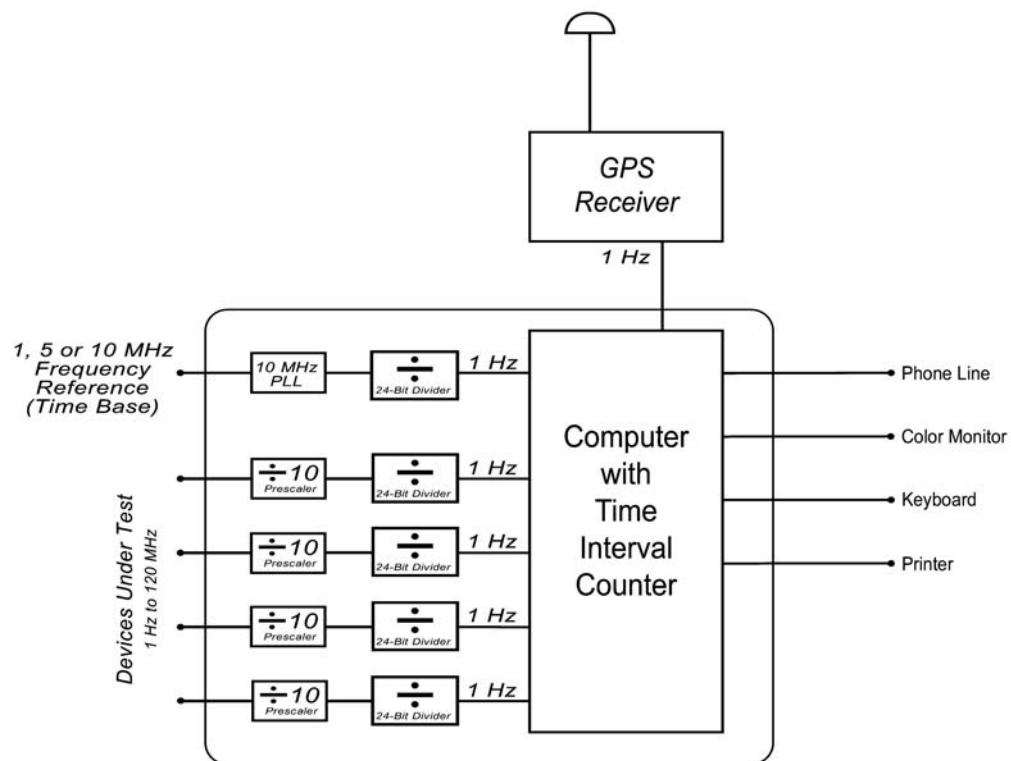 GPS
Receiver
1 Hz
1, 5 or 10 MHz
Frequency
Reference
(Time Base)
10 MHz
PLL
÷
24-Bit Divider
1 Hz
Phone Line
Color Monitor
Keyboard
Printer
Computer
with
Time
Interval
Counter
Devices Under Test
1 Hz to 120 MHz
÷10
Prescaler
÷
24-Bit Divider
1 Hz
÷10
Prescaler
÷
24-Bit Divider
1 Hz
÷10
Prescaler
÷
24-Bit Divider
1 Hz
÷10
Prescaler
÷
24-Bit Divider
1 Hz